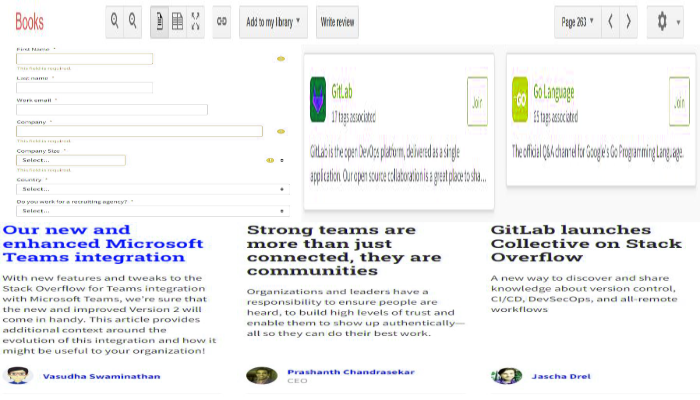 Books
Add to my library
Write review
Page 263
First Name *
This field is required.
Last name *
Work email *
Company *
This field is required.
Company Size *
Select...
This field is required.
Country *
Select...
Do you work for a recruiting agency? *
Select...
GitLab
17 tags associated
Join
GitLab is the open DevOps platform, delivered as a single
application. Our open source collaboration is a great place to sha...
GO
Go Language
Join
The official Q&A channel for Google's Go Programming Language.
Our new and
enhanced Microsoft
Teams integration
With new features and tweaks to the
Stack Overflow for Teams integration
with Microsoft Teams, we're sure that
the new and improved Version 2 will
come in handy. This article provides
additional context around the
evolution of this integration and how it
might be useful to your organization!
Vasudha Swaminathan
Strong teams are
more than just
connected, they are
communities
Organizations and leaders have a
responsibility to ensure people are
heard, to build high levels of trust and
enable them to show up authentically—
all so they can do their best work.
Prashanth Chandrasekar
CEO
GitLab launches
Collective on Stack
Overflow
A new way to discover and share
knowledge about version control,
CI/CD, DevSecOps, and all-remote
workflows
Jascha Drel